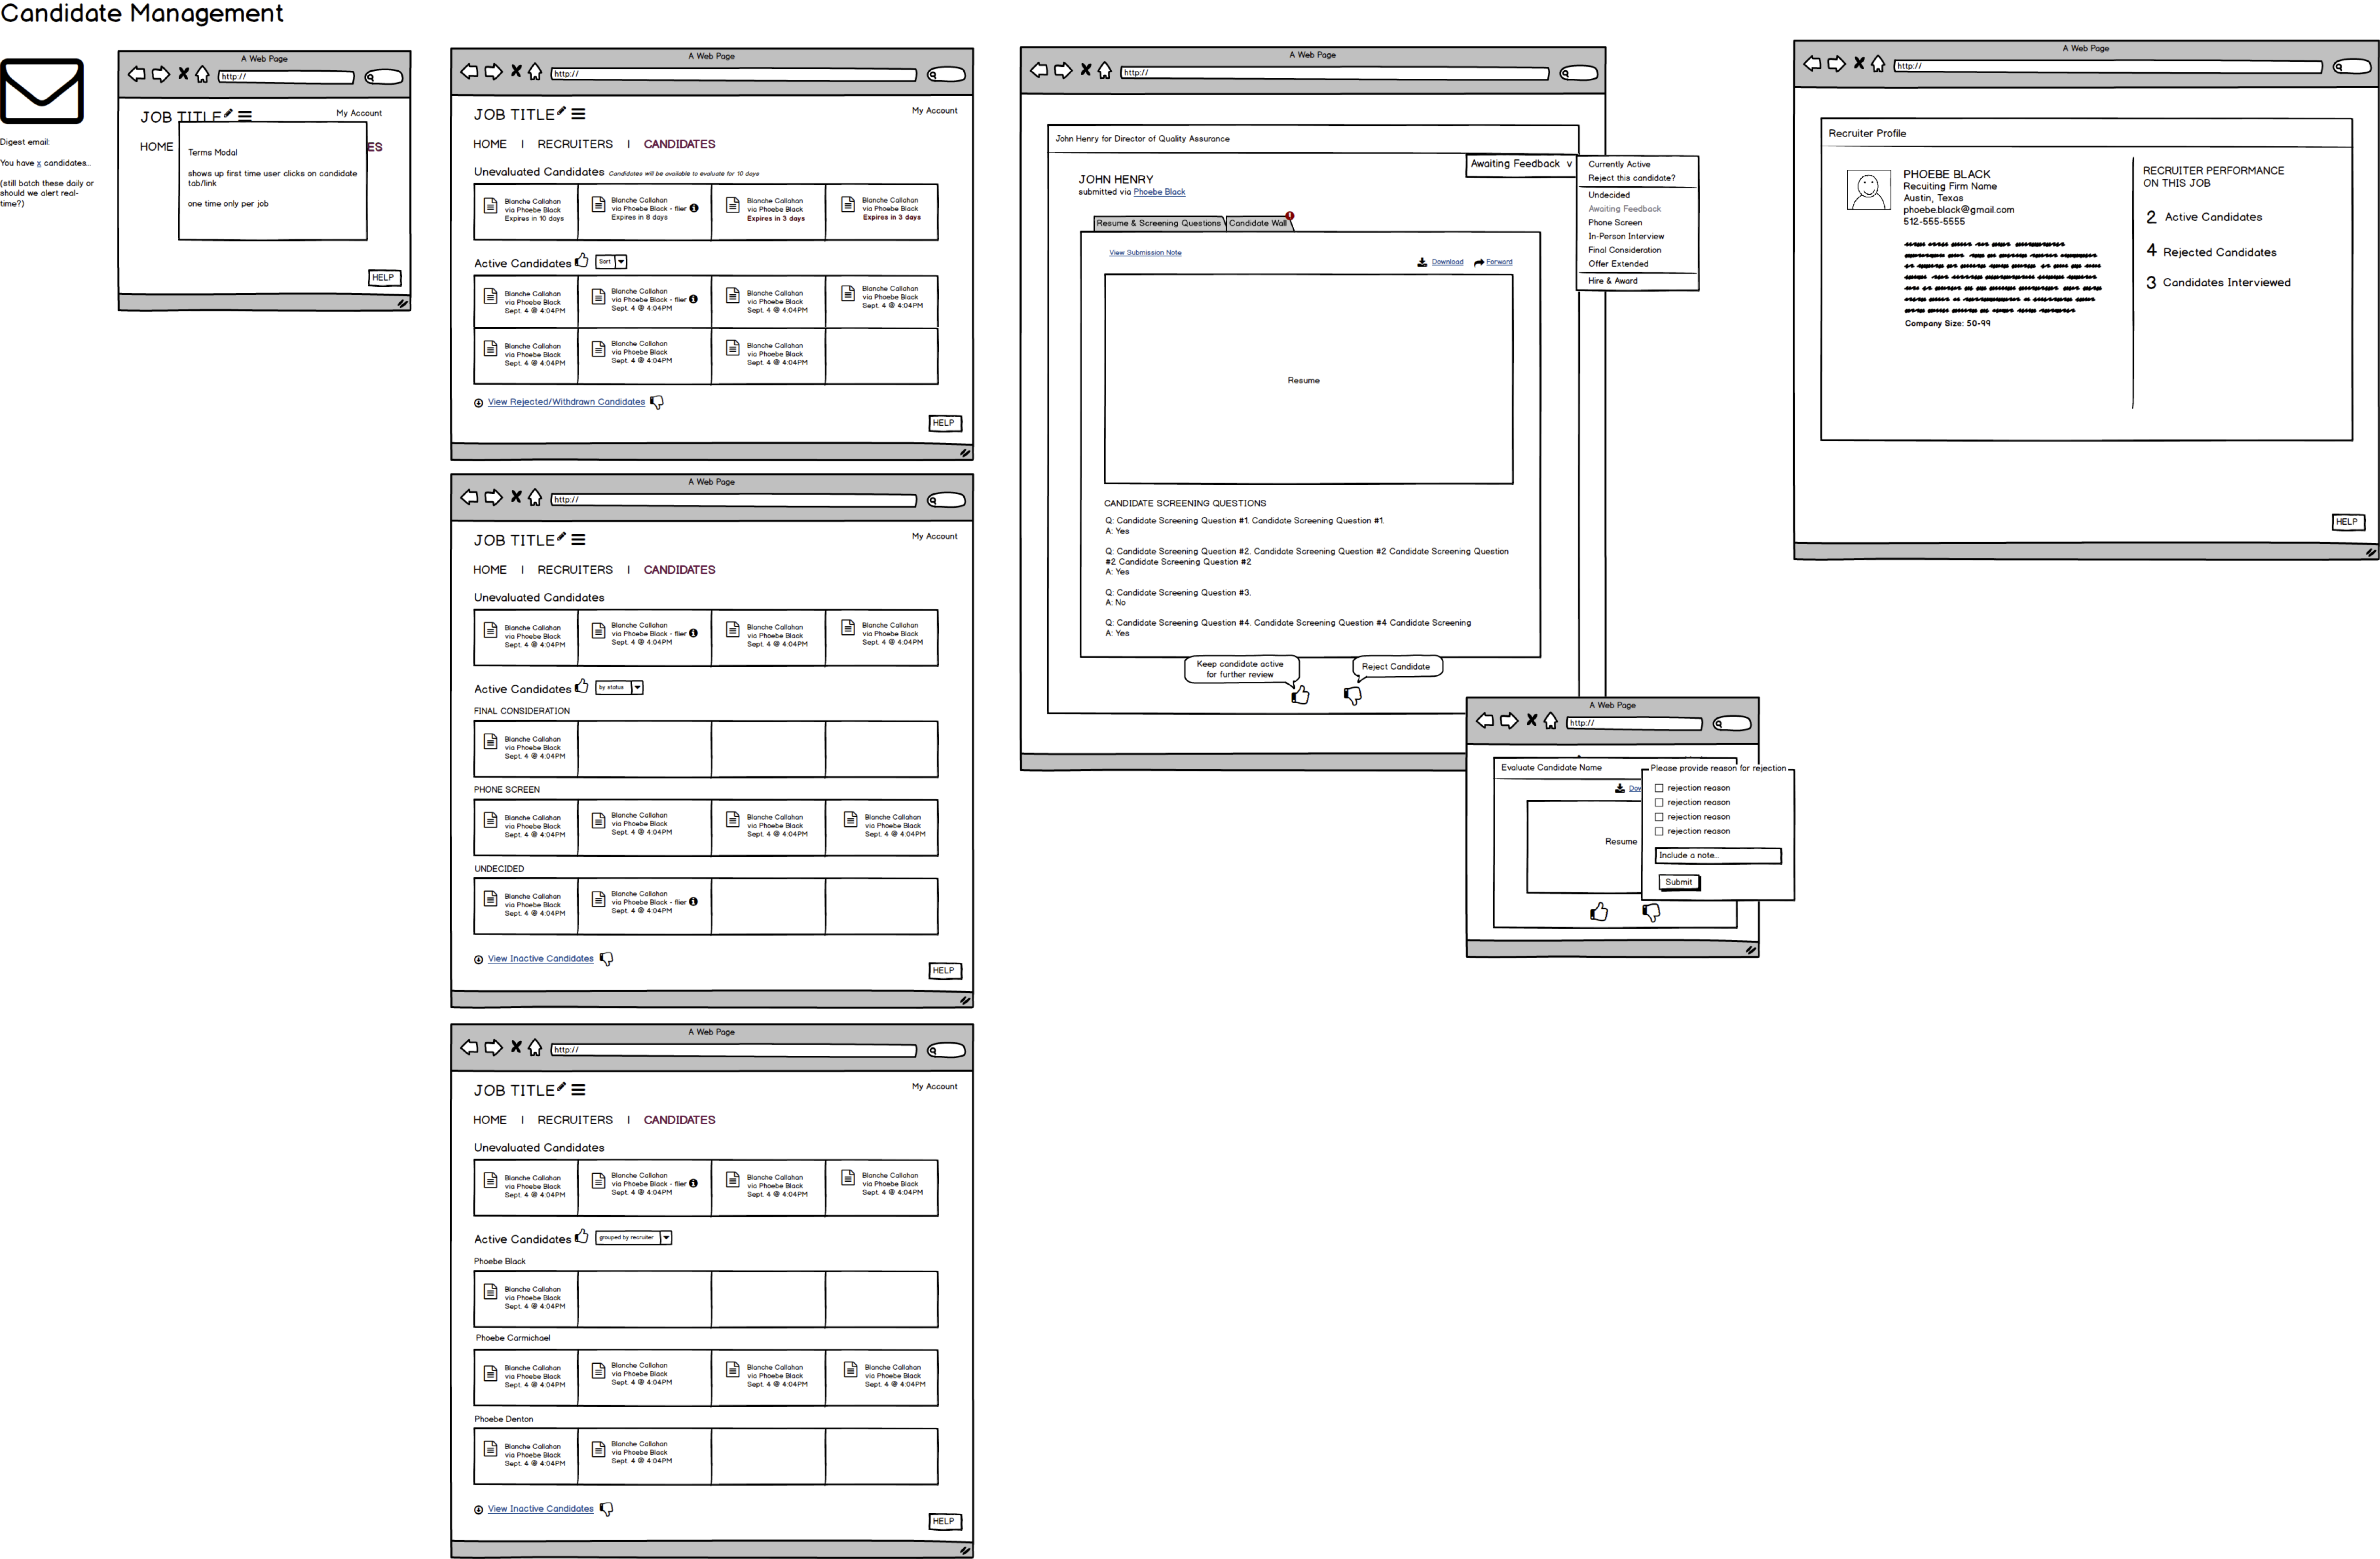 Candidate Management
Digest email:
You have x candidates...
(still batch these daily or
should we alert real-
time?)
A Web Page
http://
JOB TITLE
My Account
HOME
ES
Terms Modal
shows up first time user clicks on candidate
tab/link
one time only per job
HELP
A Web Page
http://
JOB TITLE
My Account
HOME | RECRUITERS | CANDIDATES
Unevaluated Candidates Candidates will be available to evaluate for 10 days
Blanche Callahan
via Phoebe Black
Expires in 10 days
Blanche Callahan
via Phoebe Black - flier
Expires in 8 days
Blanche Callahan
via Phoebe Black
Expires in 3 days
Blanche Callahan
via Phoebe Black
Expires in 3 days
Active Candidates
Sort
Blanche Callahan
via Phoebe Black
Sept. 4 @ 4:04PM
Blanche Callahan
via Phoebe Black - flier
Sept. 4 @ 4:04PM
Blanche Callahan
via Phoebe Black
Sept. 4 @ 4:04PM
Blanche Callahan
via Phoebe Black
Sept. 4 @ 4:04PM
Blanche Callahan
via Phoebe Black
Sept. 4 @ 4:04PM
Blanche Callahan
via Phoebe Black
Sept. 4 @ 4:04PM
Blanche Callahan
via Phoebe Black
Sept. 4 @ 4:04PM
View Rejected/Withdrawn Candidates
HELP
A Web Page
http://
JOB TITLE
My Account
HOME | RECRUITERS | CANDIDATES
Unevaluated Candidates
Blanche Callahan
via Phoebe Black
Sept. 4 @ 4:04PM
Blanche Callahan
via Phoebe Black - flier
Sept. 4 @ 4:04PM
Blanche Callahan
via Phoebe Black
Sept. 4 @ 4:04PM
Blanche Callahan
via Phoebe Black
Sept. 4 @ 4:04PM
Active Candidates
by status
FINAL CONSIDERATION
Blanche Callahan
via Phoebe Black
Sept. 4 @ 4:04PM
PHONE SCREEN
Blanche Callahan
via Phoebe Black
Sept. 4 @ 4:04PM
Blanche Callahan
via Phoebe Black
Sept. 4 @ 4:04PM
Blanche Callahan
via Phoebe Black
Sept. 4 @ 4:04PM
Blanche Callahan
via Phoebe Black
Sept. 4 @ 4:04PM
UNDECIDED
Blanche Callahan
via Phoebe Black
Sept. 4 @ 4:04PM
Blanche Callahan
via Phoebe Black - flier
Sept. 4 @ 4:04PM
View Inactive Candidates
HELP
A Web Page
http://
JOB TITLE
My Account
HOME | RECRUITERS | CANDIDATES
Unevaluated Candidates
Blanche Callahan
via Phoebe Black
Sept. 4 @ 4:04PM
Blanche Callahan
via Phoebe Black - flier
Sept. 4 @ 4:04PM
Blanche Callahan
via Phoebe Black
Sept. 4 @ 4:04PM
Blanche Callahan
via Phoebe Black
Sept. 4 @ 4:04PM
Active Candidates
grouped by recruiter
Phoebe Black
Blanche Callahan
via Phoebe Black
Sept. 4 @ 4:04PM
Phoebe Carmichael
Blanche Callahan
via Phoebe Black
Sept. 4 @ 4:04PM
Blanche Callahan
via Phoebe Black
Sept. 4 @ 4:04PM
Blanche Callahan
via Phoebe Black
Sept. 4 @ 4:04PM
Blanche Callahan
via Phoebe Black
Sept. 4 @ 4:04PM
Phoebe Denton
Blanche Callahan
via Phoebe Black
Sept. 4 @ 4:04PM
Blanche Callahan
via Phoebe Black
Sept. 4 @ 4:04PM
View Inactive Candidates
HELP
A Web Page
http://
John Henry for Director of Quality Assurance
Awaiting Feedback v
Currently Active
Reject this candidate?
Undecided
Awaiting Feedback
Phone Screen
In-Person Interview
Final Consideration
Offer Extended
Hire & Award
JOHN HENRY
submitted via Phoebe Black
Resume & Screening Questions
Candidate Wall
View Submission Note
Download
Forward
Resume
CANDIDATE SCREENING QUESTIONS
Q: Candidate Screening Question #1. Candidate Screening Question #1.
A: Yes
Q: Candidate Screening Question #2. Candidate Screening Question #2 Candidate Screening Question
#2. Candidate Screening Question #2
A: Yes
Q: Candidate Screening Question #3.
A: No
Q: Candidate Screening Question #4. Candidate Screening Question #4 Candidate Screening
A: Yes
Keep candidate active
for further review
Reject Candidate
A Web Page
http://
Evaluate Candidate Name
Dow
Resume
Please provide reason for rejection
rejection reason
rejection reason
rejection reason
rejection reason
Include a note...
Submit
A Web Page
http://
Recruiter Profile
PHOEBE BLACK
Recuiting Firm Name
Austin, Texas
phoebe.black@gmail.com
512-555-5555
Company Size: 50-99
RECRUITER PERFORMANCE
ON THIS JOB
2 Active Candidates
4 Rejected Candidates
3 Candidates Interviewed
HELP